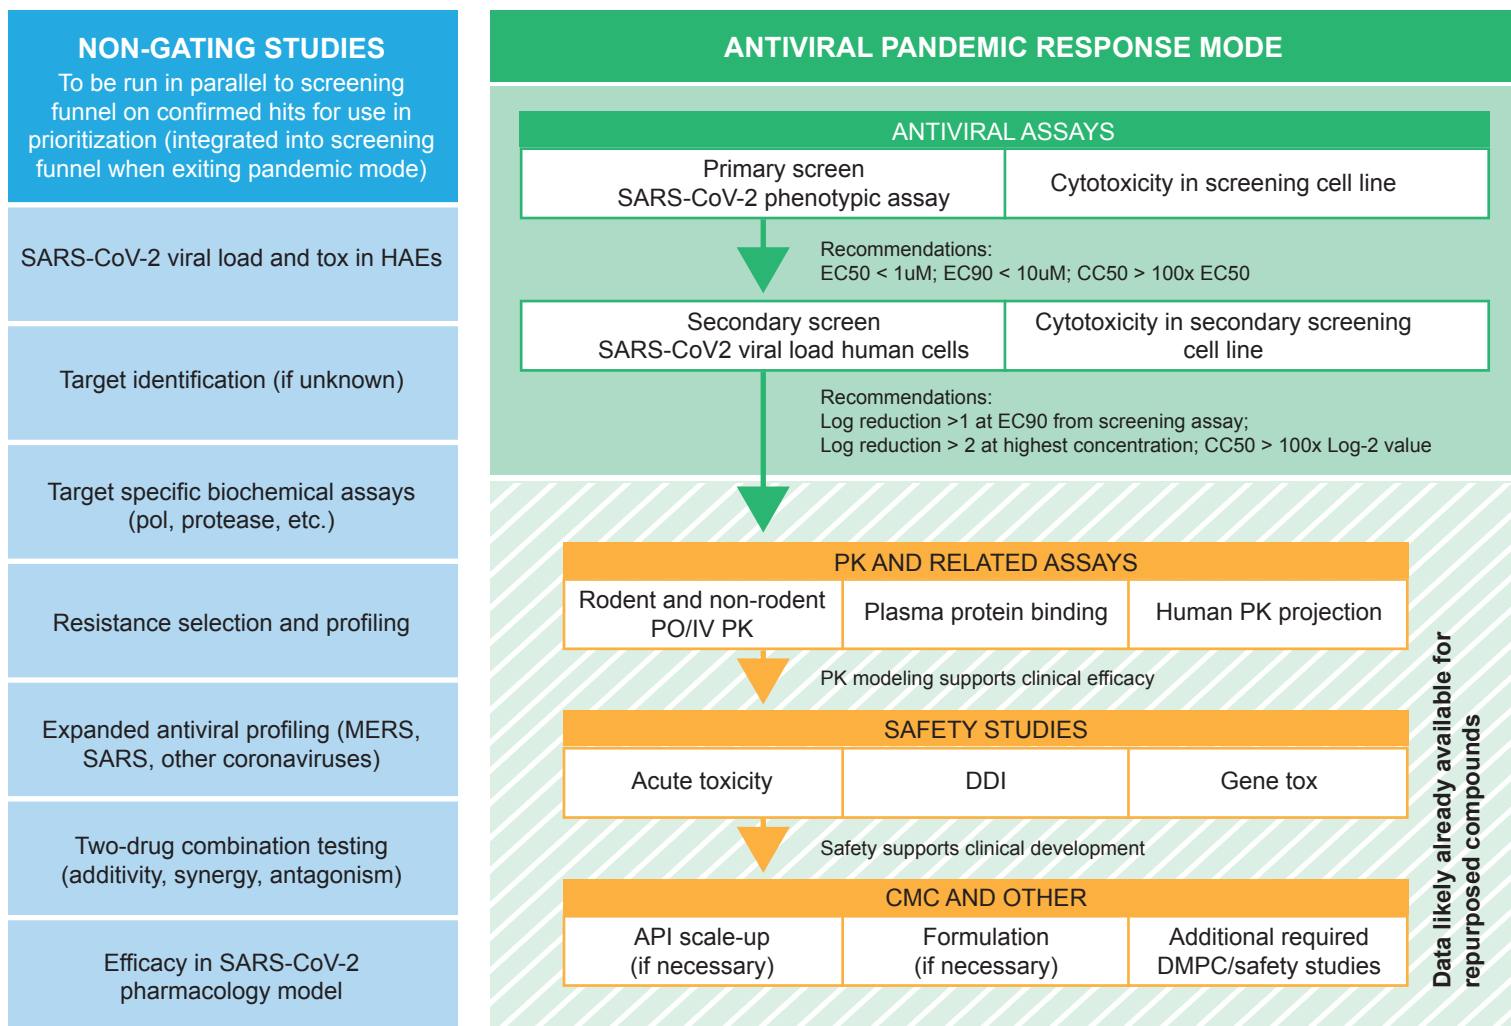 NON-GATING STUDIES
To be run in parallel to screening
funnel on confirmed hits for use in
prioritization (integrated into screening
funnel when exiting pandemic mode)
SARS-CoV-2 viral load and tox in HAEs
Target identification (if unknown)
Target specific biochemical assays
(pol, protease, etc.)
Resistance selection and profiling
Expanded antiviral profiling (MERS,
SARS, other coronaviruses)
Two-drug combination testing
(additivity, synergy, antagonism)
Efficacy in SARS-CoV-2
pharmacology model
ANTIVIRAL PANDEMIC RESPONSE MODE
ANTIVIRAL ASSAYS
Primary screen
SARS-CoV-2 phenotypic assay
Cytotoxicity in screening cell line
Recommendations:
EC50 < 1uM; EC90 < 10uM; CC50 > 100x EC50
Secondary screen
SARS-CoV2 viral load human cells
Cytotoxicity in secondary screening
cell line
Recommendations:
Log reduction >1 at EC90 from screening assay;
Log reduction > 2 at highest concentration; CC50 > 100x Log-2 value
PK AND RELATED ASSAYS
Rodent and non-rodent
PO/IV PK
Plasma protein binding
Human PK projection
PK modeling supports clinical efficacy
SAFETY STUDIES
Acute toxicity
DDI
Gene tox
Safety supports clinical development
CMC AND OTHER
API scale-up
(if necessary)
Formulation
(if necessary)
Additional required
DMPC/safety studies
Data likely already available for
repurposed compounds